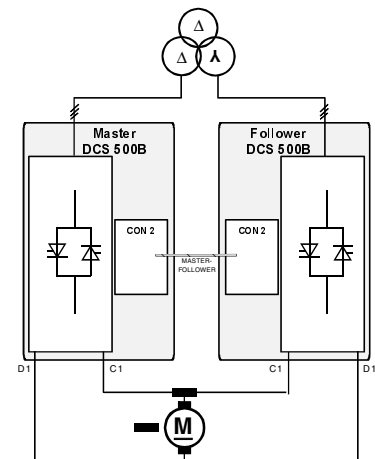 Δ
Δ Y
Master
DCS 500B
Follower
DCS 500B
CON 2
CON 2
MASTER-
FOLLOWER
D1
C1
C1
D1
M